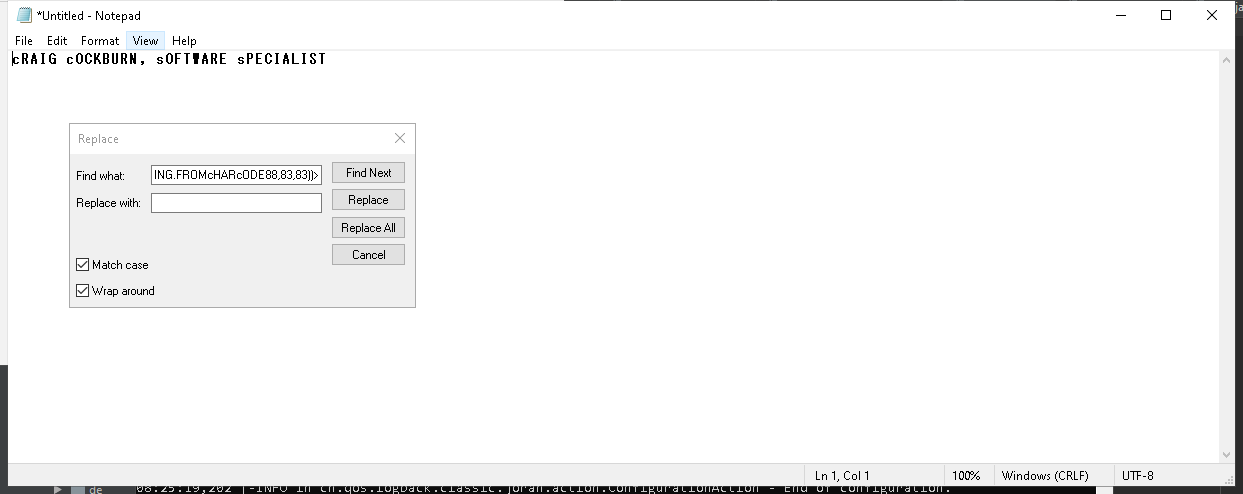 *Untitled - Notepad
File Edit Format View Help
cRAIG cOCKBURN, sOFTWARE sPECIALIST
Replace
Find what: ING.FROMcHARcODE88,83,83))> Find Next
Replace with: Replace
Replace All
Cancel
Match case
Wrap around
Ln 1, Col 1 100% Windows (CRLF) UTF-8
de 08:25:19,202 |-INFO in ch.qos.logback.classic.joran.action.ConfigurationAction - End of configuration.